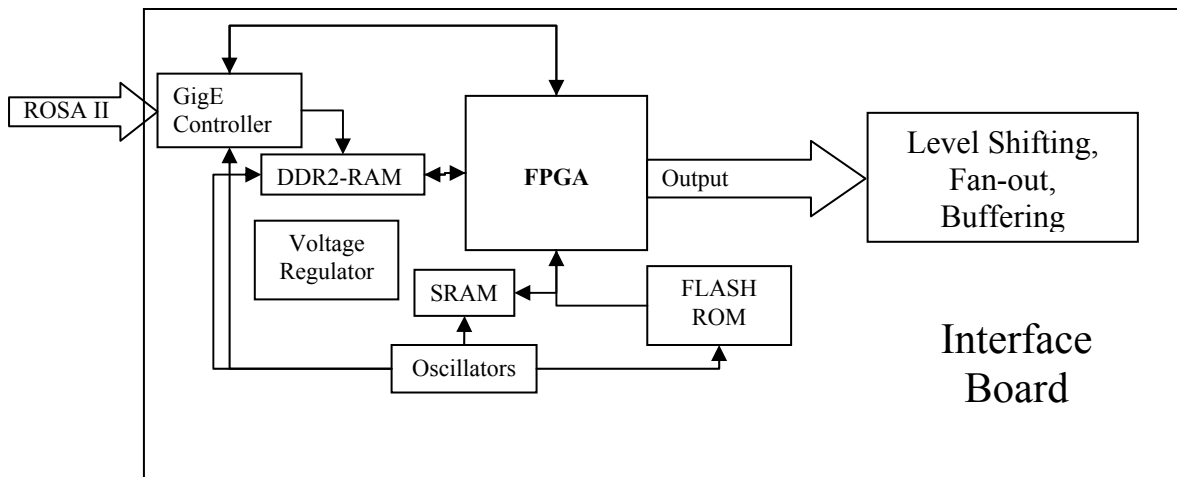 ROSA II
GigE
Controller
DDR2-RAM
FPGA
Output
Level Shifting,
Fan-out,
Buffering
Voltage
Regulator
SRAM
FLASH
ROM
Oscillators
Interface
Board